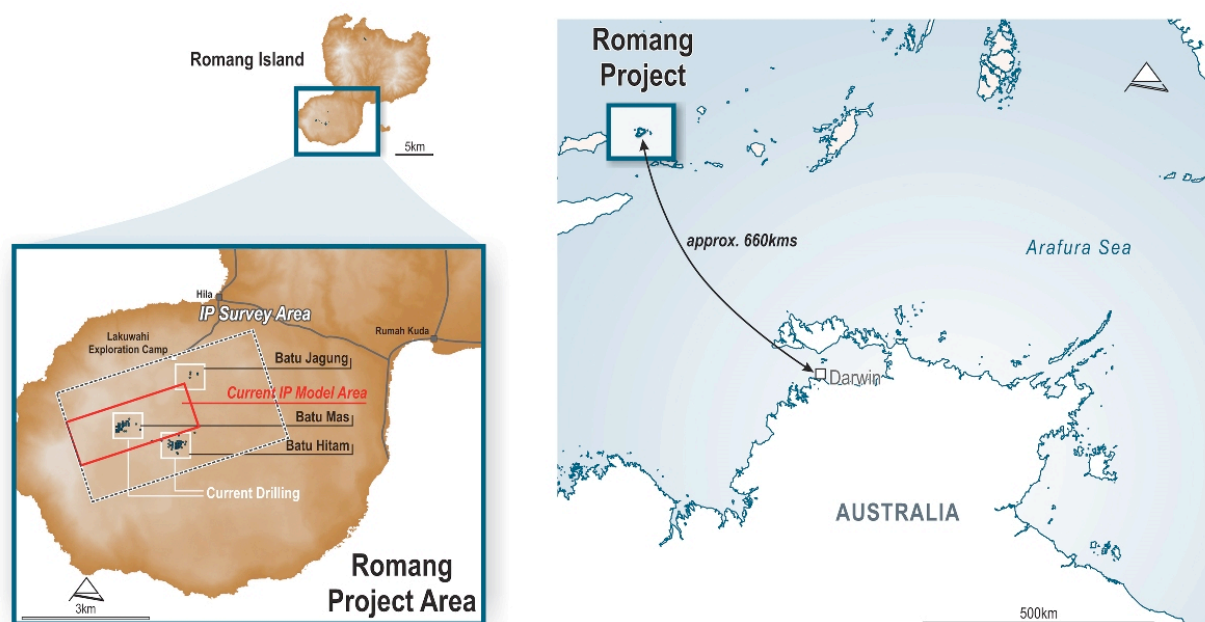 Romang Island
5km
Hila
IP Survey Area
Rumah Kuda
Lakuwahi
Exploration Camp
Batu Jagung
Current IP Model Area
Batu Mas
Batu Hitam
Current Drilling
Romang
Project Area
3km
Romang
Project
approx. 660kms
Arafura Sea
Darwin
AUSTRALIA
500km